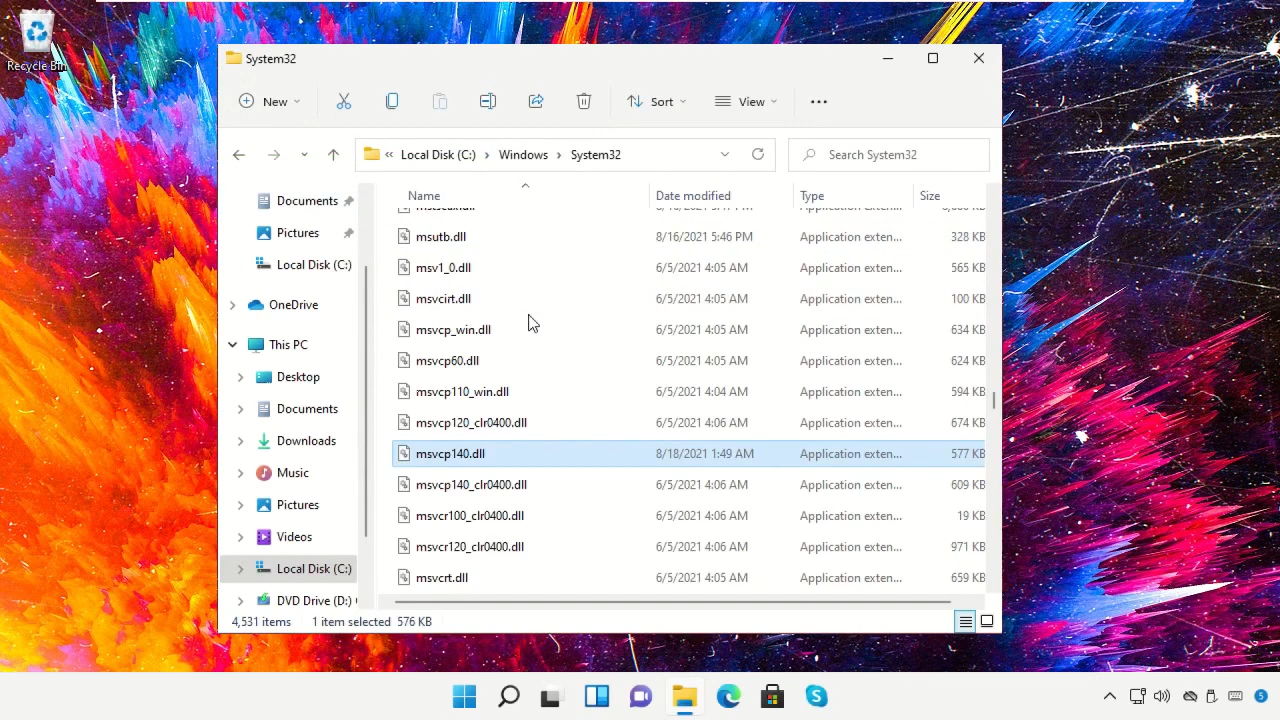 Recycle Bin
System32
New
Sort
View
Local Disk (C:) Windows System32
Search System32
Name Date modified Type Size
Documents
Pictures
Local Disk (C:)
OneDrive
This PC
Desktop
Documents
Downloads
Music
Pictures
Videos
Local Disk (C:)
DVD Drive (D:)
msutb.dll 8/16/2021 5:46 PM Application exten... 328 KB
msv1_0.dll 6/5/2021 4:05 AM Application exten... 565 KB
msvcirt.dll 6/5/2021 4:05 AM Application exten... 100 KB
msvcp_win.dll 6/5/2021 4:05 AM Application exten... 634 KB
msvcp60.dll 6/5/2021 4:05 AM Application exten... 624 KB
msvcp110_win.dll 6/5/2021 4:04 AM Application exten... 594 KB
msvcp120_clr0400.dll 6/5/2021 4:06 AM Application exten... 674 KB
msvcp140.dll 8/18/2021 1:49 AM Application exten... 577 KB
msvcp140_clr0400.dll 6/5/2021 4:06 AM Application exten... 609 KB
msvcr100_clr0400.dll 6/5/2021 4:06 AM Application exten... 19 KB
msvcr120_clr0400.dll 6/5/2021 4:06 AM Application exten... 971 KB
msvcrt.dll 6/5/2021 4:05 AM Application exten... 659 KB
4,531 items 1 item selected 576 KB
5